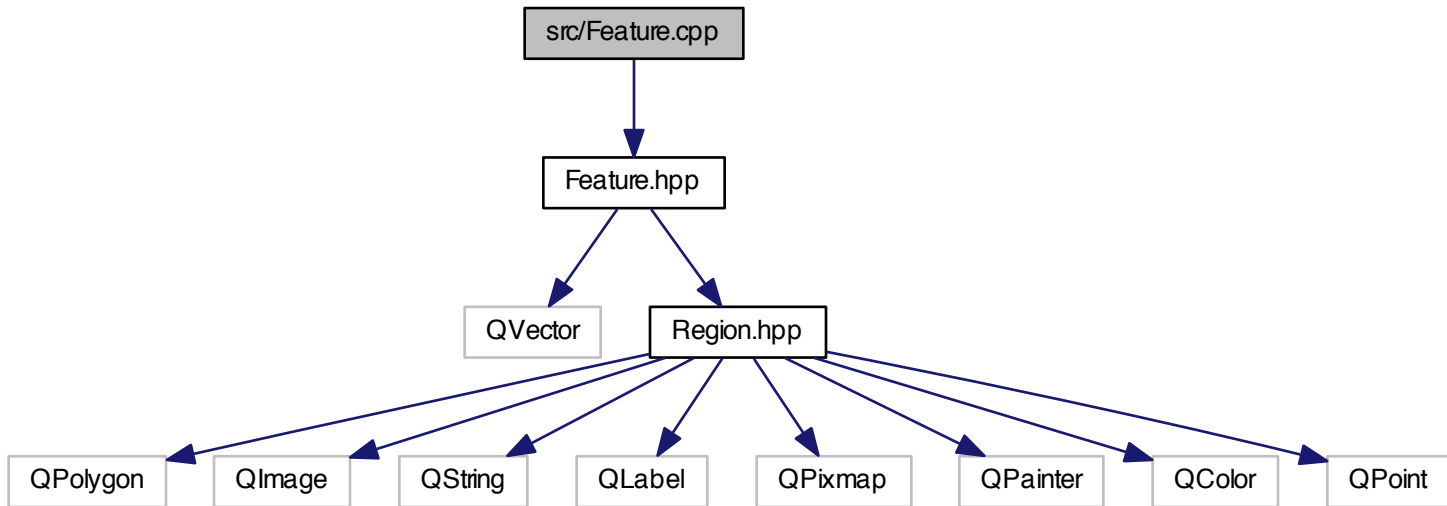 src/Feature.cpp
Feature.hpp
QVector
Region.hpp
QPolygon
QImage
QString
QLabel
QPixmap
QPainter
QColor
QPoint